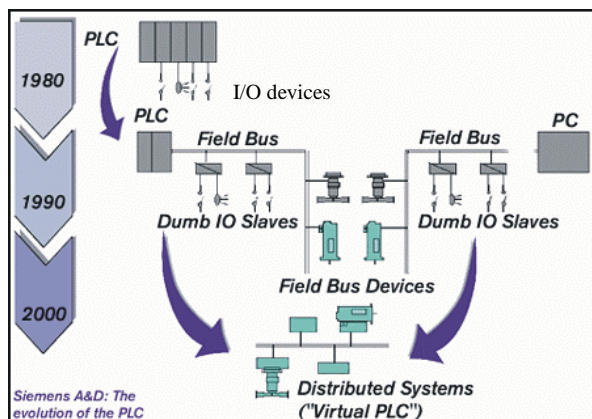 1980
PLC
I/O devices
PLC
Field Bus
Field Bus
PC
1990
Dumb IO Slaves
Dumb IO Slaves
Field Bus Devices
2000
Siemens A&D: The
evolution of the PLC
Distributed Systems
("Virtual PLC")